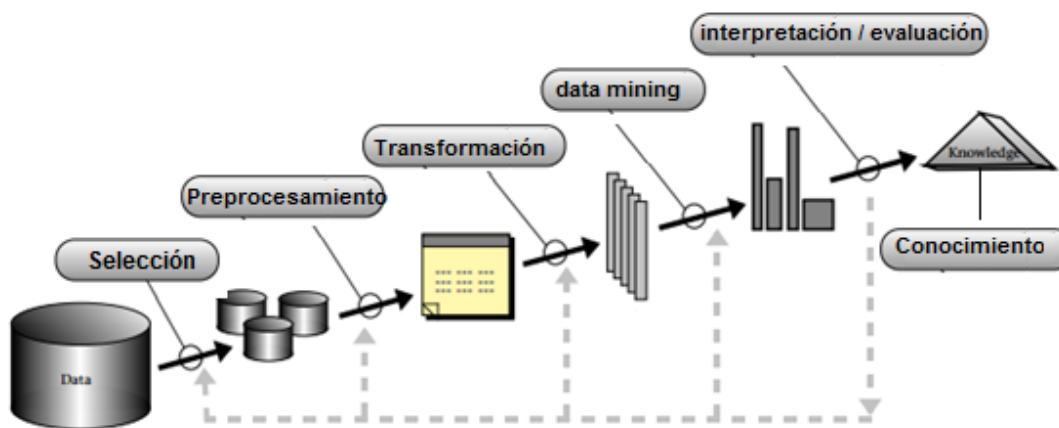 interpretación / evaluación
data mining
Transformación
Preprocesamiento
Selección
Data
Knowledge
Conocimiento